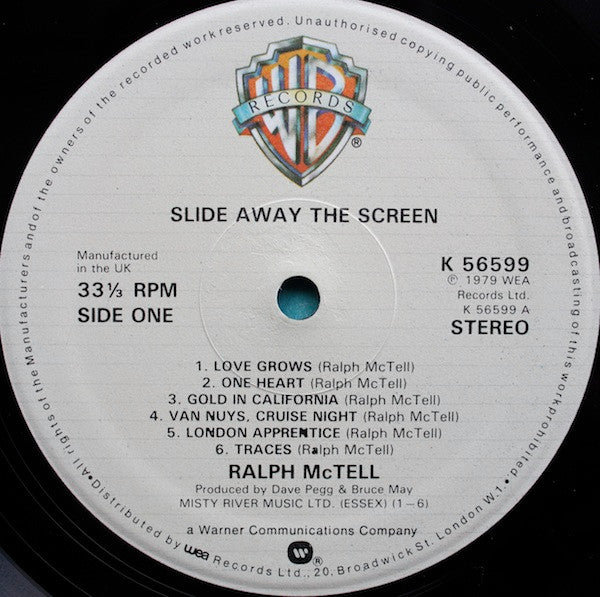 All rights of the Manufacturers and of the owners of the recorded work reserved. Unauthorised copying public performance and broadcasting of this work prohibited.
WB
RECORDS
®
SLIDE AWAY THE SCREEN
Manufactured
in the UK
33⅓ RPM
SIDE ONE
K 56599
℗ 1979 WEA
Records Ltd.
K 56599 A
STEREO
1. LOVE GROWS (Ralph McTell)
2. ONE HEART (Ralph McTell)
3. GOLD IN CALIFORNIA (Ralph McTell)
4. VAN NUYS, CRUISE NIGHT (Ralph McTell)
5. LONDON APPRENTICE (Ralph McTell)
6. TRACES (Ralph McTell)
RALPH McTELL
Produced by Dave Pegg & Bruce May
MISTY RIVER MUSIC LTD. (ESSEX) (1–6)
a Warner Communications Company
W®
•Distributed by wea Records Ltd., 20, Broadwick St. London W.1.•